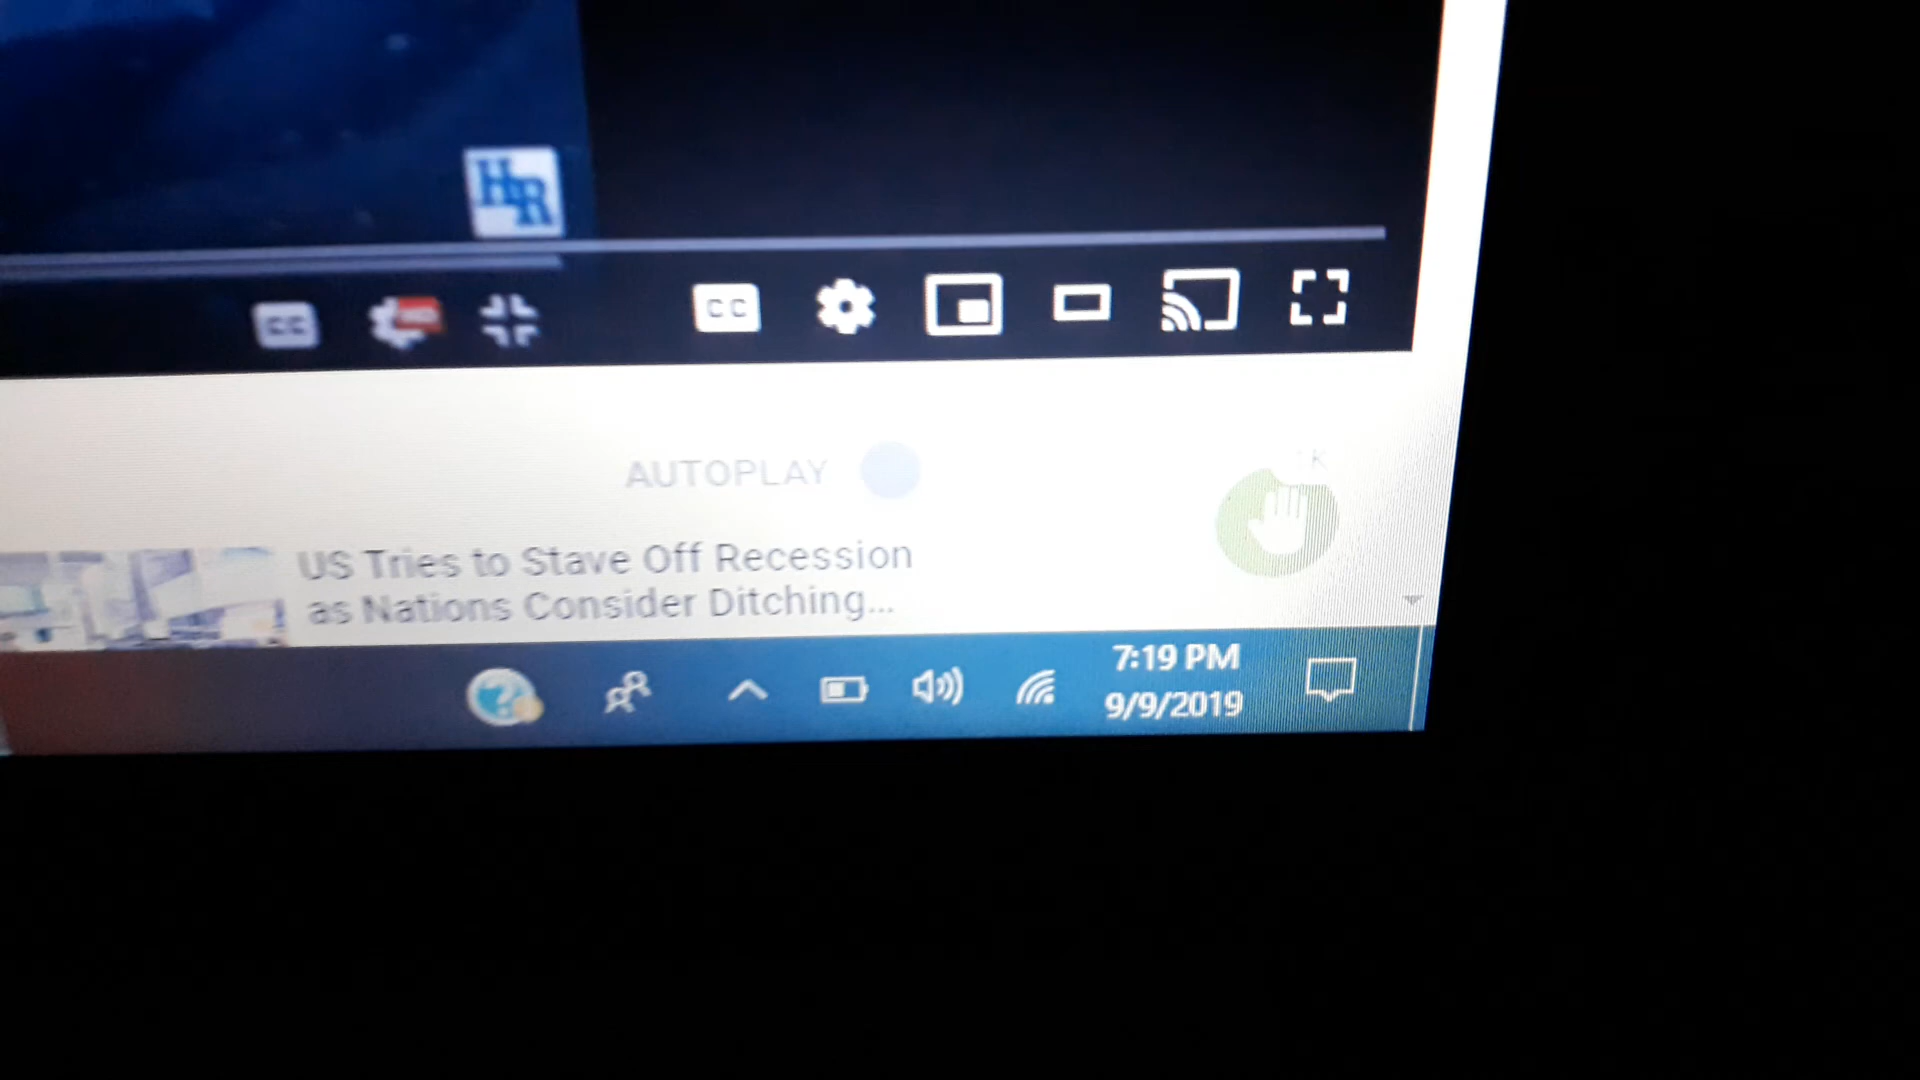 HR
CC
HD
CC
AUTOPLAY
K
US Tries to Stave Off Recession
as Nations Consider Ditching...
7:19 PM
9/9/2019